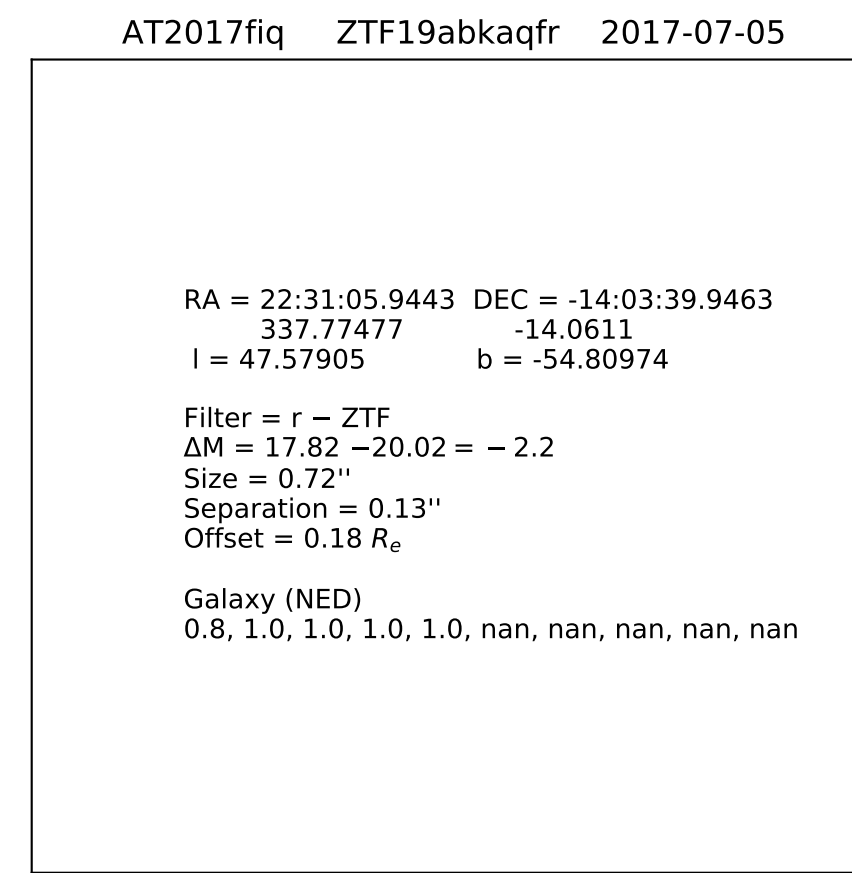 AT2017fiq ZTF19abkaqfr 2017-07-05
RA = 22:31:05.9443 DEC = -14:03:39.9463
337.77477 -14.0611
l = 47.57905 b = -54.80974
Filter = r − ZTF
ΔM = 17.82 −20.02 = − 2.2
Size = 0.72''
Separation = 0.13''
Offset = 0.18 Rₑ
Galaxy (NED)
0.8, 1.0, 1.0, 1.0, 1.0, nan, nan, nan, nan, nan